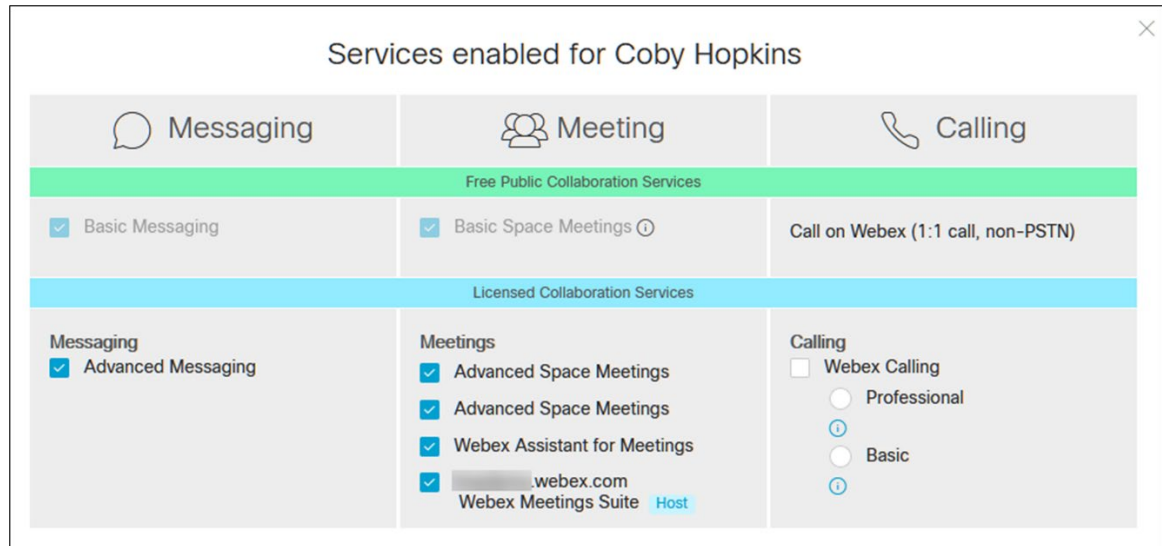 Services enabled for Coby Hopkins
Messaging
Meeting
Calling
Free Public Collaboration Services
Basic Messaging
Basic Space Meetings
Call on Webex (1:1 call, non-PSTN)
Licensed Collaboration Services
Messaging
Advanced Messaging
Meetings
Advanced Space Meetings
Advanced Space Meetings
Webex Assistant for Meetings
.webex.com
Webex Meetings Suite Host
Calling
Webex Calling
Professional
Basic